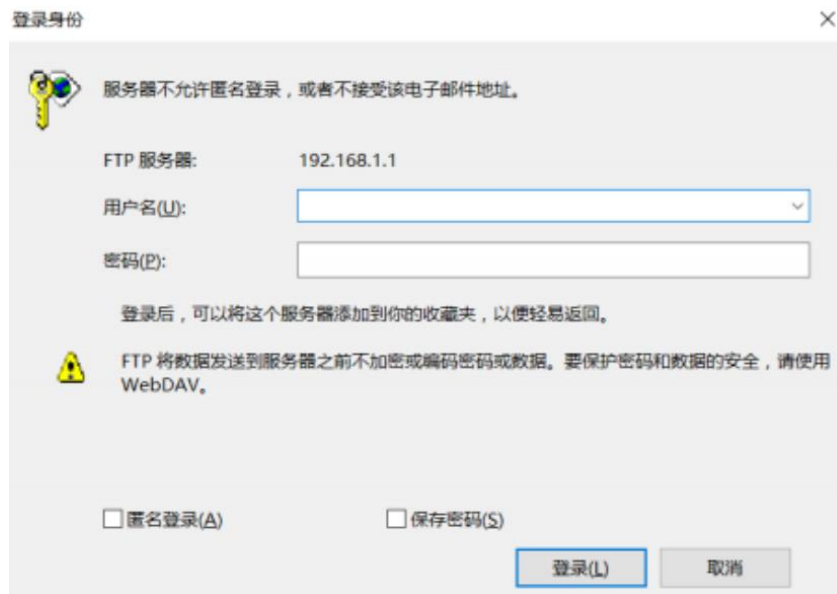 登录身份
服务器不允许匿名登录，或者不接受该电子邮件地址。
FTP 服务器: 192.168.1.1
用户名(U):
密码(P):
登录后，可以将这个服务器添加到你的收藏夹，以便轻易返回。
FTP 将数据发送到服务器之前不加密或编码密码或数据。要保护密码和数据的安全，请使用
WebDAV。
匿名登录(A) 保存密码(S)
登录(L) 取消